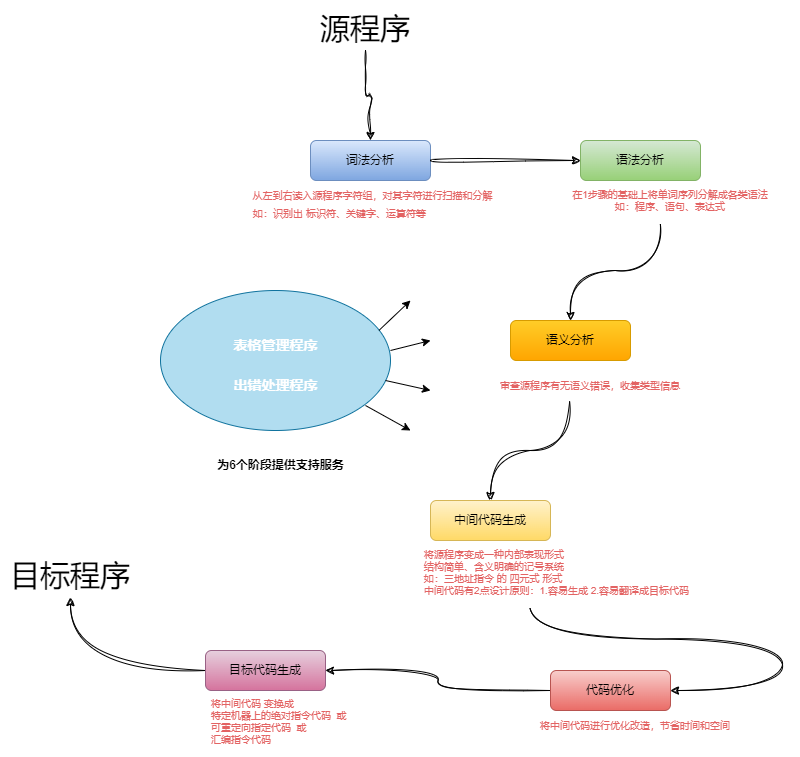 源程序
词法分析
语法分析
从左到右读入源程序字符组，对其字符进行扫描和分解
如：识别出 标识符、关键字、运算符等
在1步骤的基础上将单词序列分解成各类语法
如：程序、语句、表达式
表格管理程序
出错处理程序
为6个阶段提供支持服务
语义分析
审查源程序有无语义错误，收集类型信息
中间代码生成
将源程序变成一种内部表现形式
结构简单、含义明确的记号系统
如：三地址指令 的 四元式 形式
中间代码有2点设计原则：1.容易生成 2.容易翻译成目标代码
代码优化
将中间代码进行优化改造，节省时间和空间
目标代码生成
将中间代码 变换成
特定机器上的绝对指令代码 或
可重定向指定代码 或
汇编指令代码
目标程序